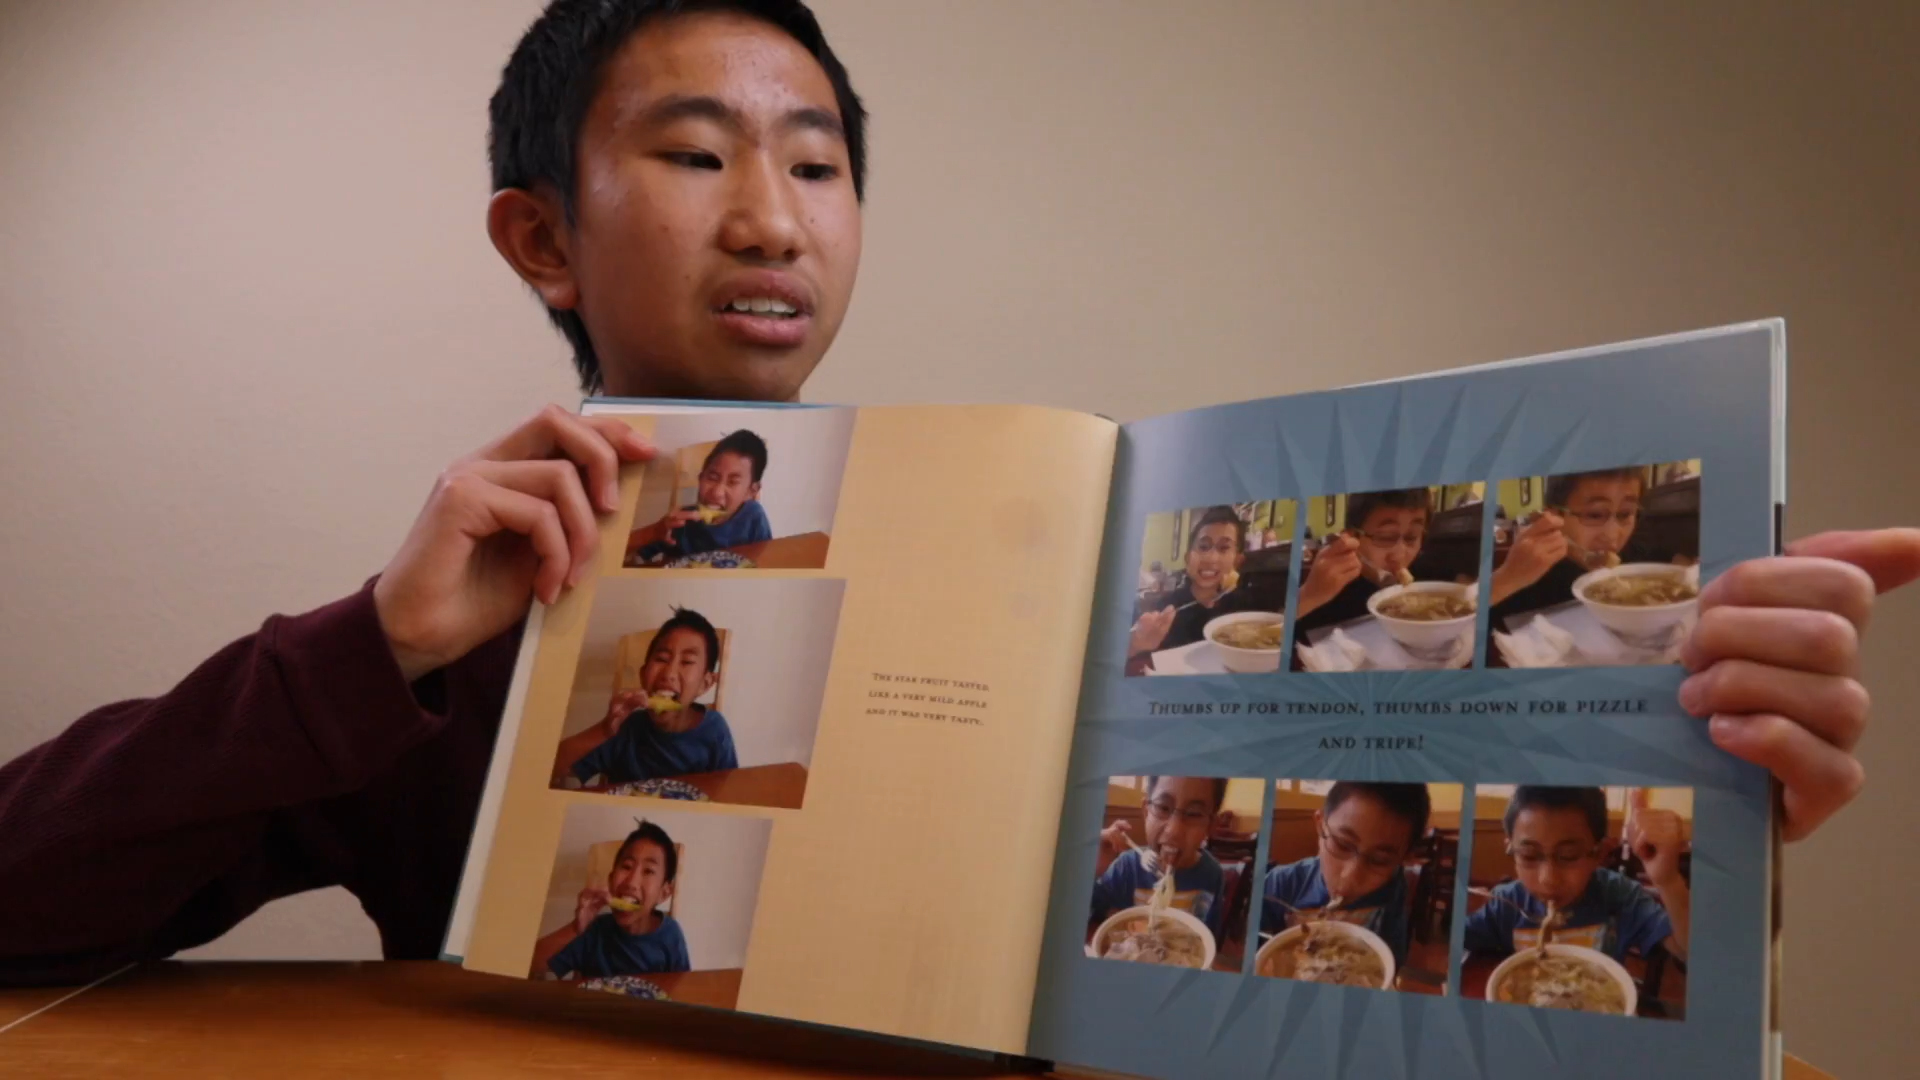 The star fruit tasted
like a very mild apple
and it was very tasty.
Thumbs up for tendon, thumbs down for pizzle
and tripe!